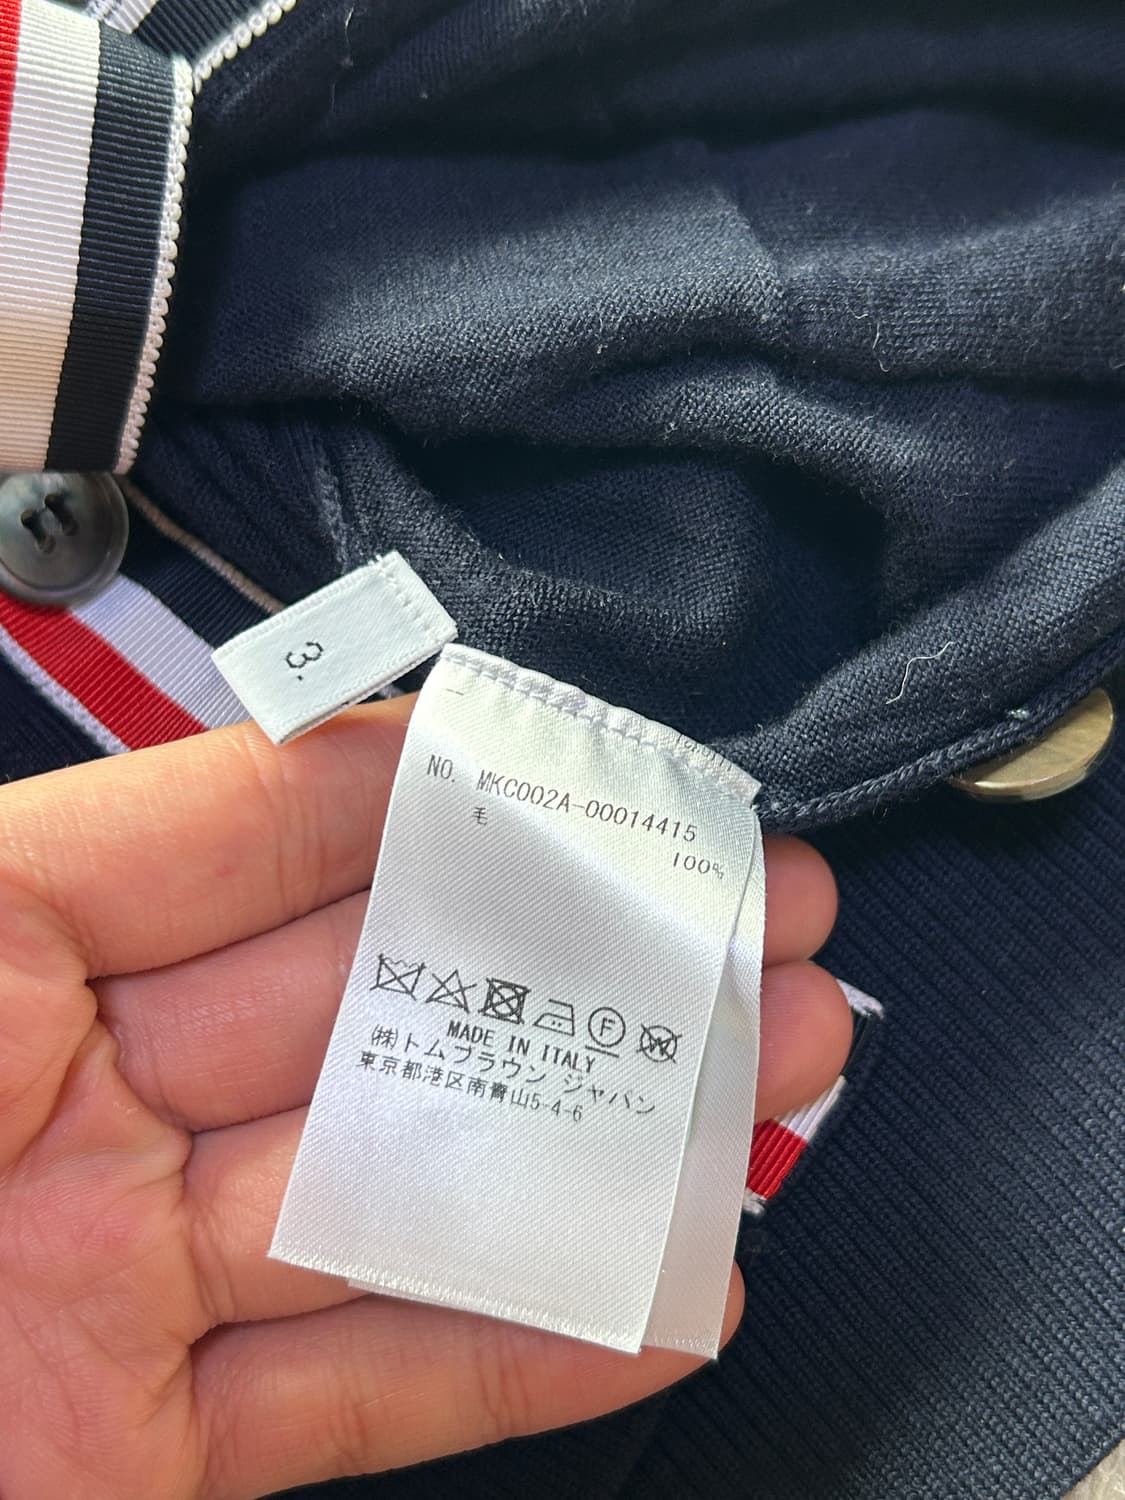 3.
NO. MKC002A-00014415
毛
100%
F
W
MADE IN ITALY
(株)トムブラウン ジャパン
東京都港区南青山5-4-6